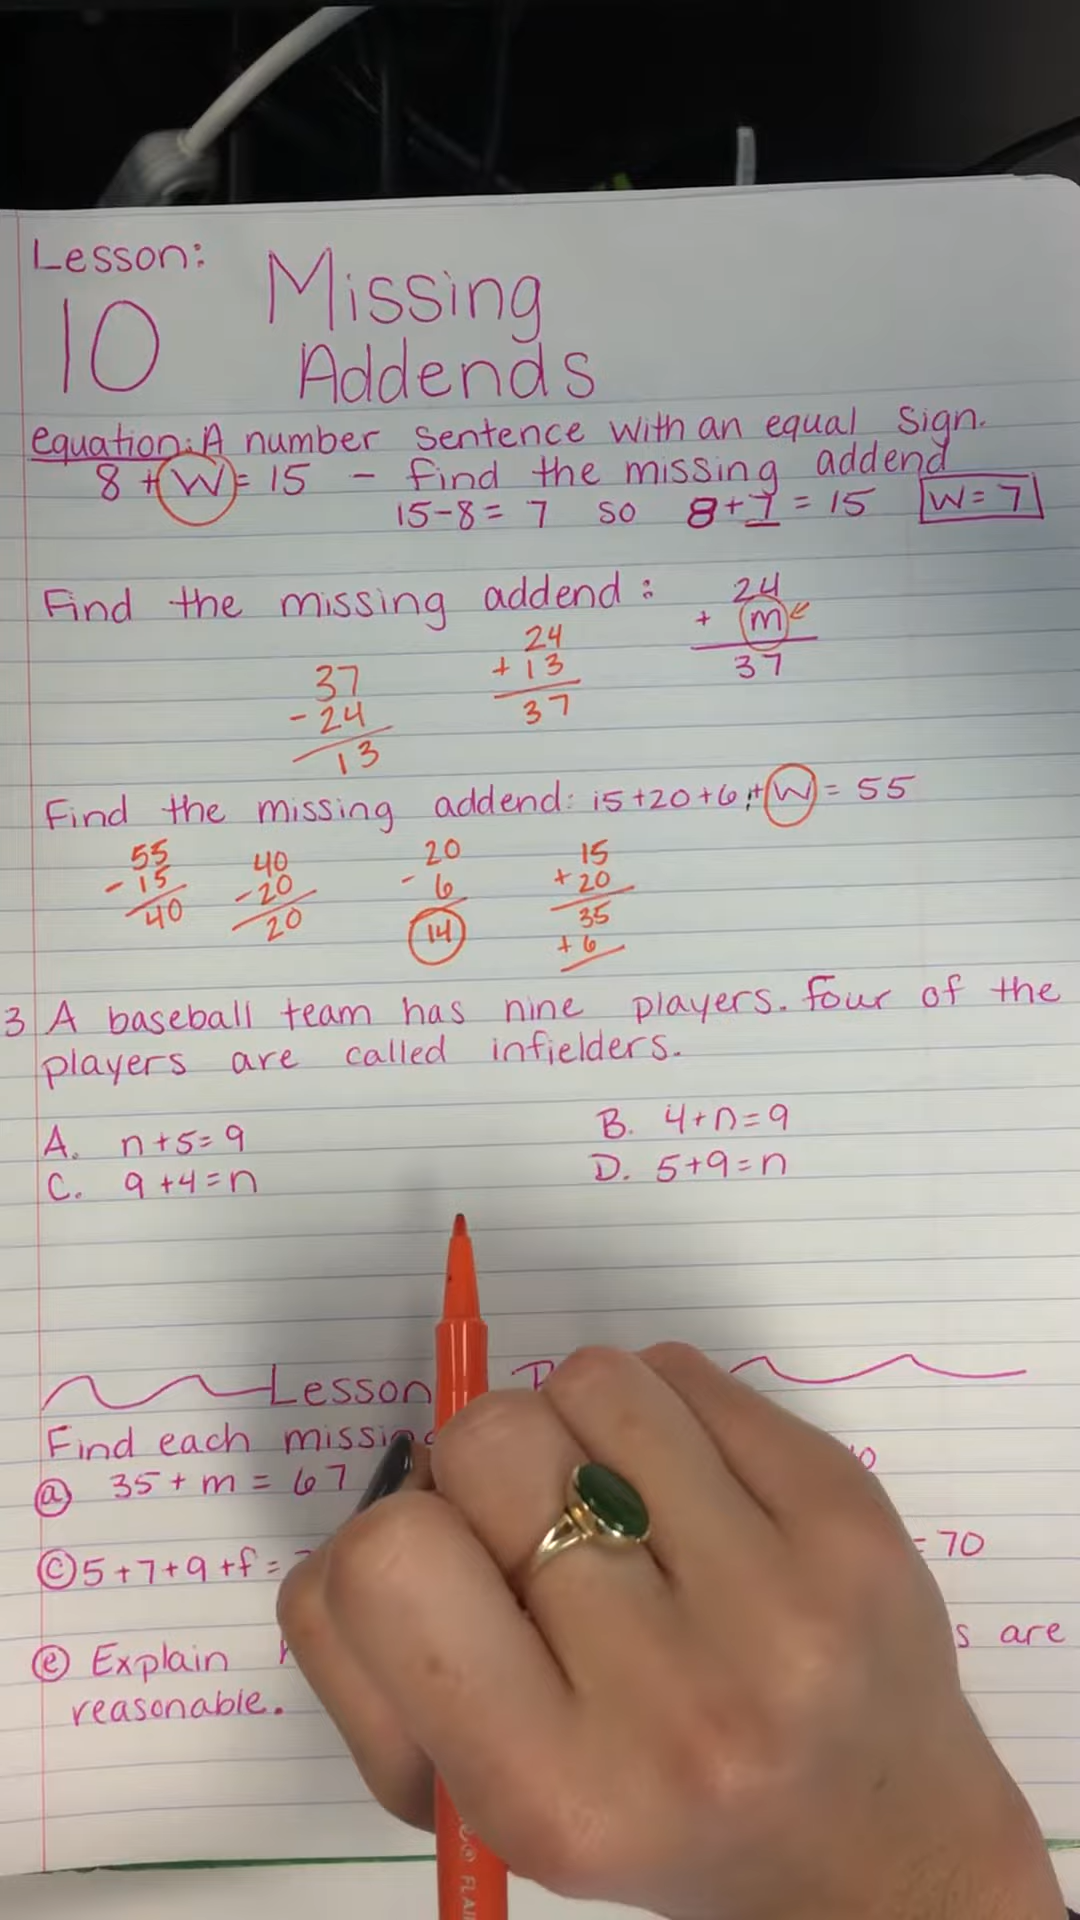 Lesson:
10 Missing
Addends
equation: A number sentence with an equal sign.
8 + W = 15 - find the missing addend
15-8= 7 so 8+7 = 15 W=7
Find the missing addend:
24
+ m
37
37
- 24
13
24
+ 13
37
Find the missing addend: 15+20+6+W = 55
55
- 15
40
40
- 20
20
20
- 6
14
15
+ 20
35
+ 6
3 A baseball team has nine players. Four of the
players are called infielders.
A. n+5=9 B. 4+n=9
C. 9+4=n D. 5+9=n
Lesson
Find each
a 35 + m = 67
c 5+7+9+f= = 70
e Explain s are
reasonable.
FLAI